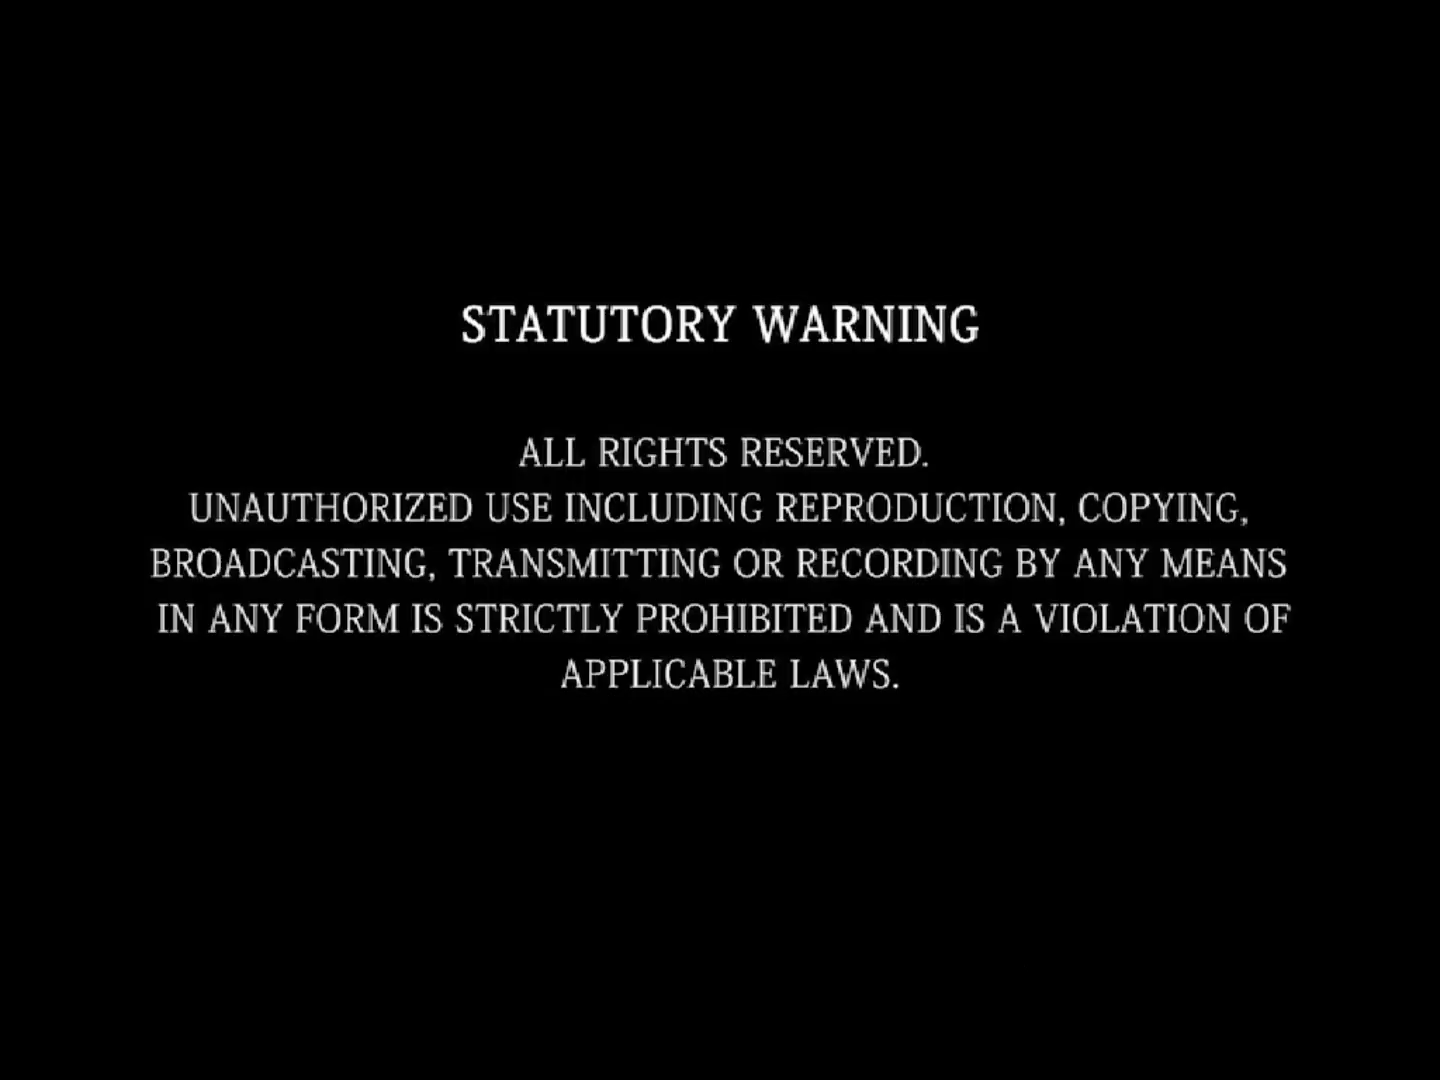 STATUTORY WARNING
ALL RIGHTS RESERVED.
UNAUTHORIZED USE INCLUDING REPRODUCTION, COPYING,
BROADCASTING, TRANSMITTING OR RECORDING BY ANY MEANS
IN ANY FORM IS STRICTLY PROHIBITED AND IS A VIOLATION OF
APPLICABLE LAWS.